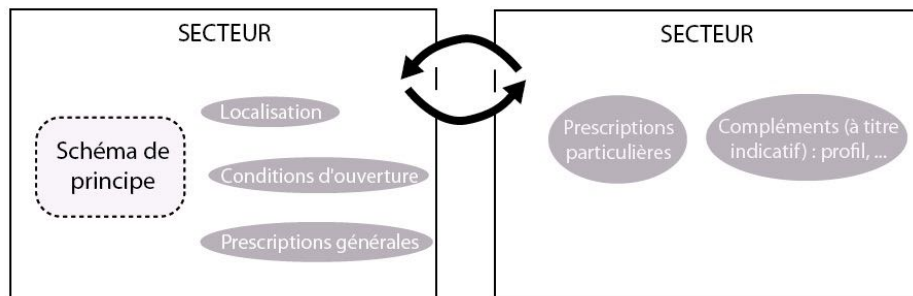 SECTEUR
Localisation
Schéma de
principe
Conditions d'ouverture
Prescriptions générales
SECTEUR
Prescriptions
particulières
Compléments (à titre
indicatif) : profil, ...